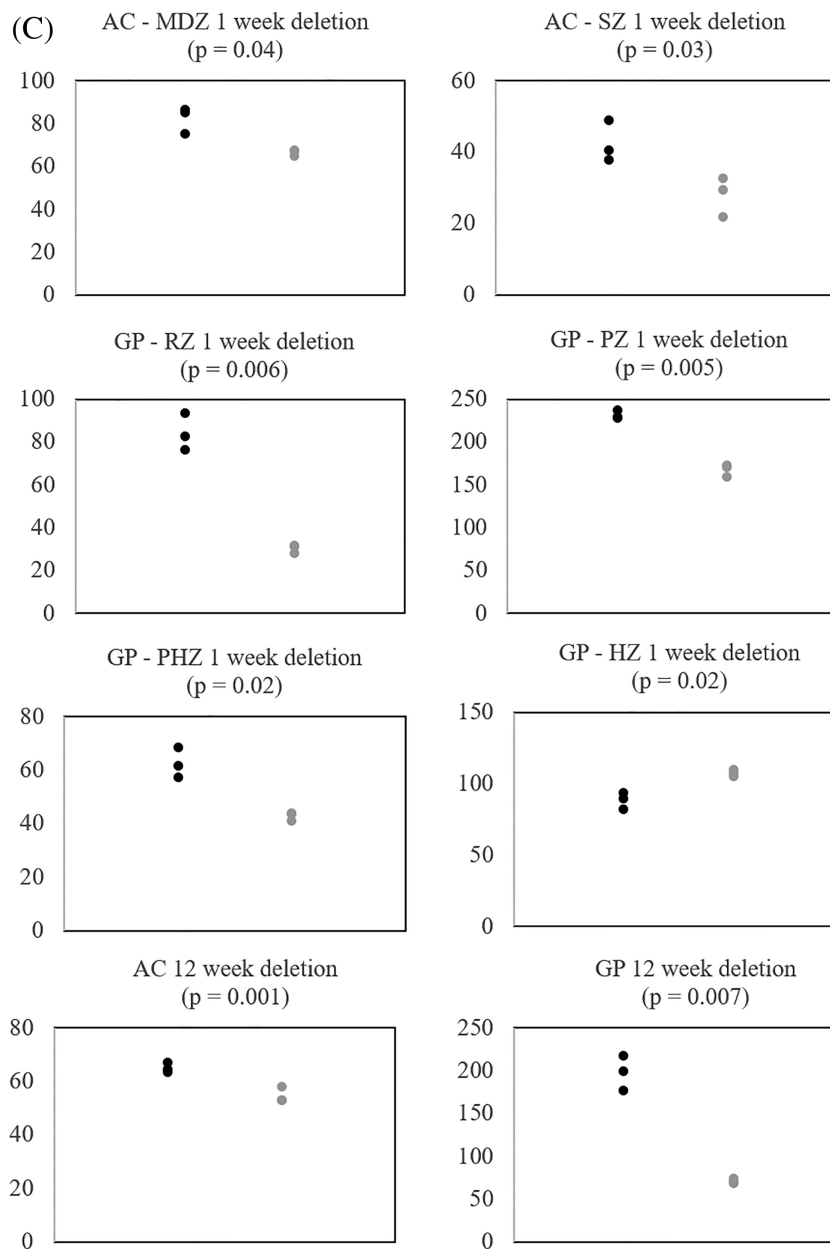 (C)
AC - MDZ 1 week deletion
(p = 0.04)
100
80
60
40
20
0
AC - SZ 1 week deletion
(p = 0.03)
60
40
20
0
GP - RZ 1 week deletion
(p = 0.006)
100
80
60
40
20
0
GP - PZ 1 week deletion
(p = 0.005)
250
200
150
100
50
0
GP - PHZ 1 week deletion
(p = 0.02)
80
60
40
20
0
GP - HZ 1 week deletion
(p = 0.02)
150
100
50
0
AC 12 week deletion
(p = 0.001)
80
60
40
20
0
GP 12 week deletion
(p = 0.007)
250
200
150
100
50
0